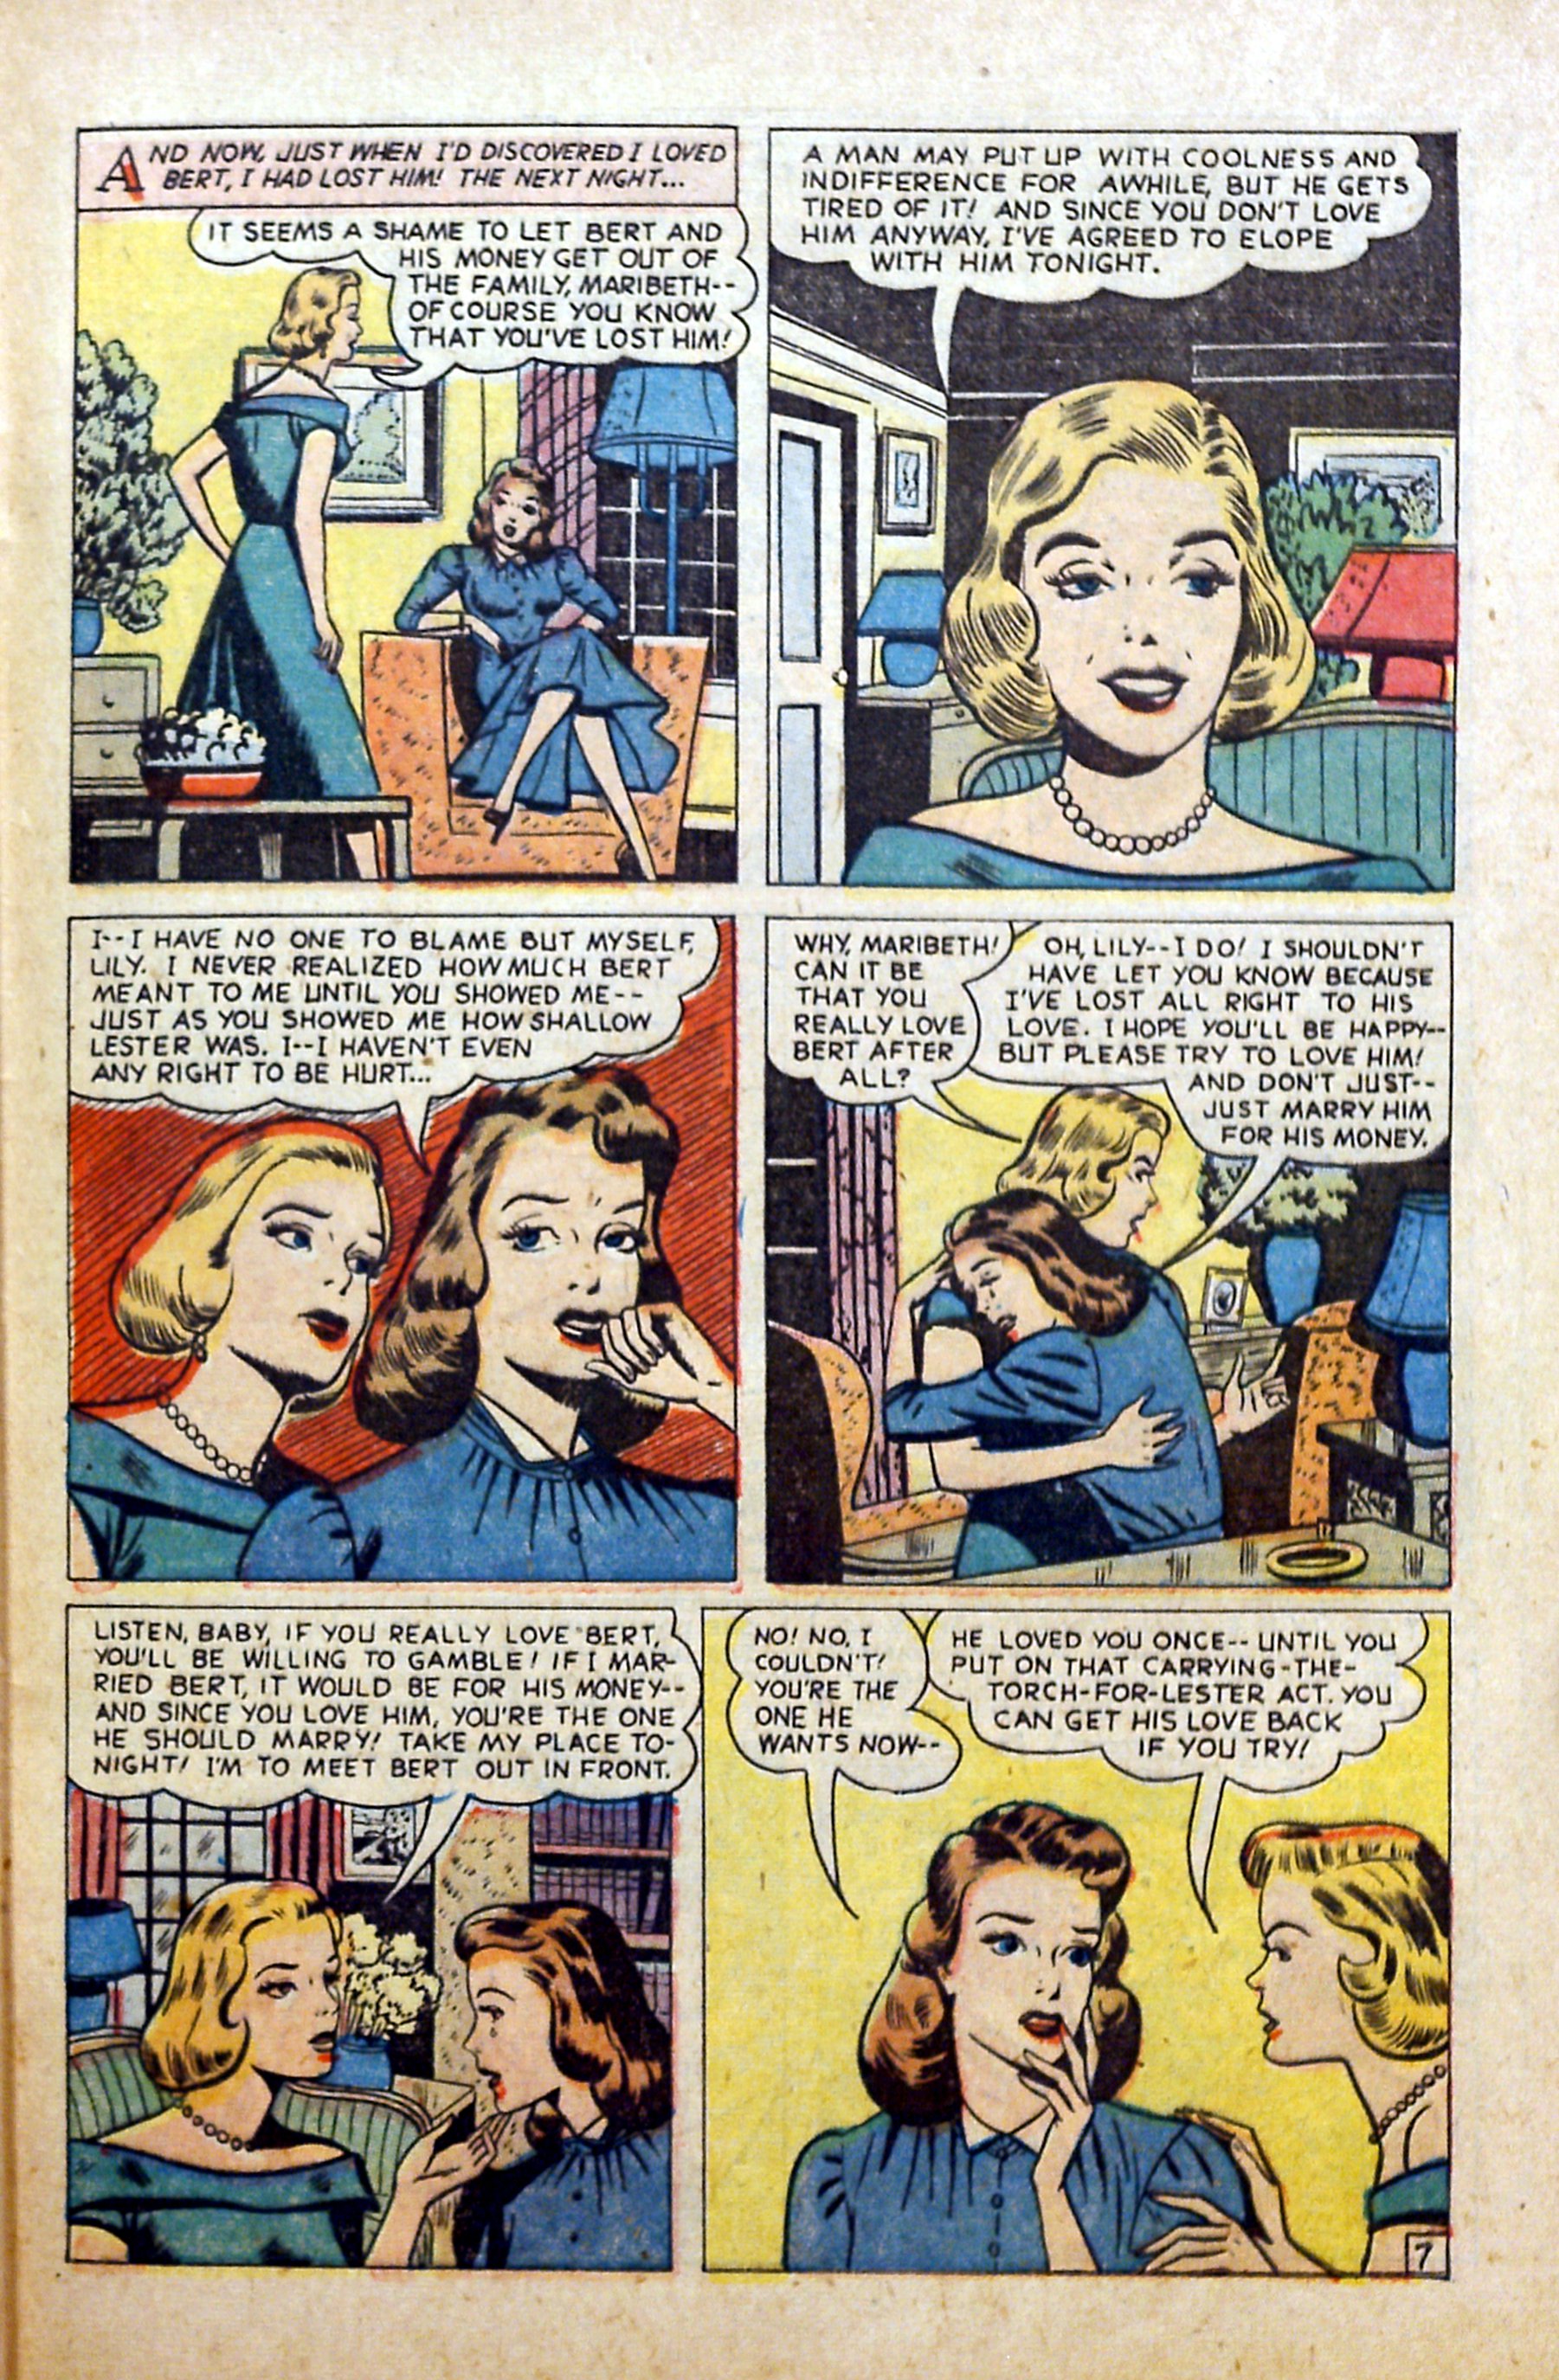 AND NOW, JUST WHEN I'D DISCOVERED I LOVED
BERT, I HAD LOST HIM! THE NEXT NIGHT...
IT SEEMS A SHAME TO LET BERT AND
HIS MONEY GET OUT OF
THE FAMILY, MARIBETH--
OF COURSE YOU KNOW
THAT YOU'VE LOST HIM!
A MAN MAY PUT UP WITH COOLNESS AND
INDIFFERENCE FOR AWHILE, BUT HE GETS
TIRED OF IT! AND SINCE YOU DON'T LOVE
HIM ANYWAY, I'VE AGREED TO ELOPE
WITH HIM TONIGHT.
I--I HAVE NO ONE TO BLAME BUT MYSELF,
LILY. I NEVER REALIZED HOW MUCH BERT
MEANT TO ME UNTIL YOU SHOWED ME--
JUST AS YOU SHOWED ME HOW SHALLOW
LESTER WAS. I--I HAVEN'T EVEN
ANY RIGHT TO BE HURT...
WHY, MARIBETH!
CAN IT BE
THAT YOU
REALLY LOVE
BERT AFTER
ALL?
OH, LILY--I DO! I SHOULDN'T
HAVE LET YOU KNOW BECAUSE
I'VE LOST ALL RIGHT TO HIS
LOVE. I HOPE YOU'LL BE HAPPY--
BUT PLEASE TRY TO LOVE HIM!
AND DON'T JUST--
JUST MARRY HIM
FOR HIS MONEY.
LISTEN, BABY, IF YOU REALLY LOVE BERT,
YOU'LL BE WILLING TO GAMBLE! IF I MAR-
RIED BERT, IT WOULD BE FOR HIS MONEY--
AND SINCE YOU LOVE HIM, YOU'RE THE ONE
HE SHOULD MARRY! TAKE MY PLACE TO-
NIGHT! I'M TO MEET BERT OUT IN FRONT.
NO! NO, I
COULDN'T!
YOU'RE THE
ONE HE
WANTS NOW--
HE LOVED YOU ONCE-- UNTIL YOU
PUT ON THAT CARRYING-THE-
TORCH-FOR-LESTER ACT. YOU
CAN GET HIS LOVE BACK
IF YOU TRY!
7